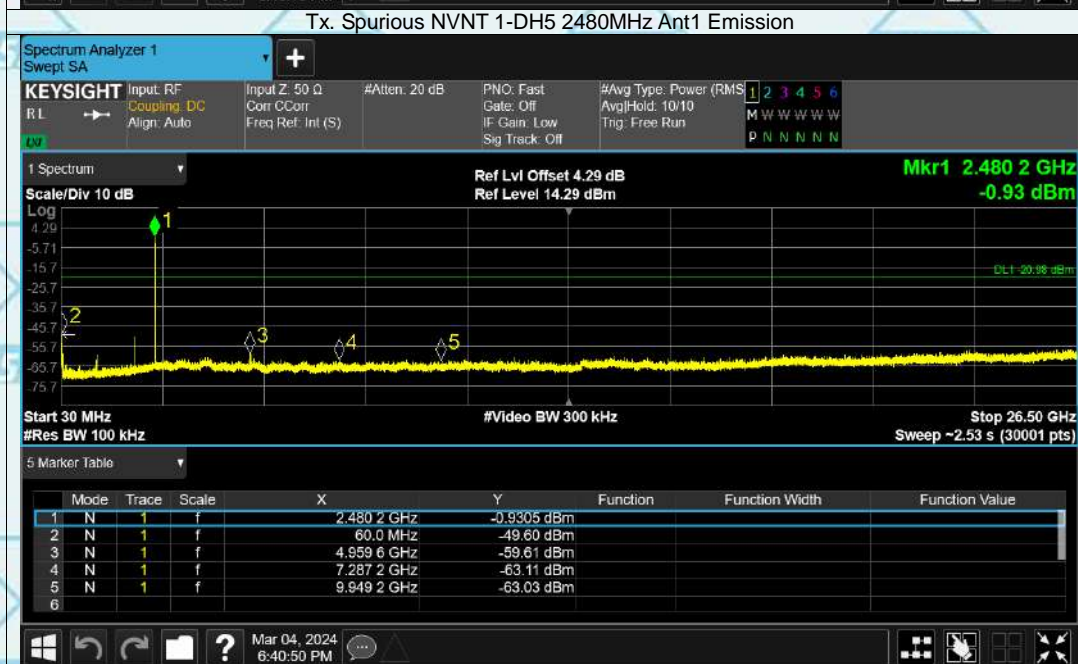 Tx. Spurious NVNT 1-DH5 2480MHz Ant1 Emission
Spectrum Analyzer 1
Swept SA
+
KEYSIGHT Input: RF Input Z: 50 Ω #Atten: 20 dB PNO: Fast #Avg Type: Power (RMS 1 2 3 4 5 6
RL Coupling: DC Corr CCorr Gate: Off Avg|Hold: 10/10 M W W W W W
Align: Auto Freq Ref: Int (S) IF Gain: Low Trig: Free Run
Sig Track: Off P N N N N N
1 Spectrum Ref Lvl Offset 4.29 dB Mkr1 2.480 2 GHz
Scale/Div 10 dB Ref Level 14.29 dBm -0.93 dBm
Log
1
4.29
-5.71
-15.7
DL1 -20.98 dBm
-25.7
-35.7
2
-45.7
3 4 5
-55.7
-65.7
-75.7
Start 30 MHz #Video BW 300 kHz Stop 26.50 GHz
#Res BW 100 kHz Sweep ~2.53 s (30001 pts)
5 Marker Table
Mode Trace Scale X Y Function Function Width Function Value
1 N 1 f 2.480 2 GHz -0.9305 dBm
2 N 1 f 60.0 MHz -49.60 dBm
3 N 1 f 4.959 6 GHz -59.61 dBm
4 N 1 f 7.287 2 GHz -63.11 dBm
5 N 1 f 9.949 2 GHz -63.03 dBm
6
? Mar 04, 2024
6:40:50 PM